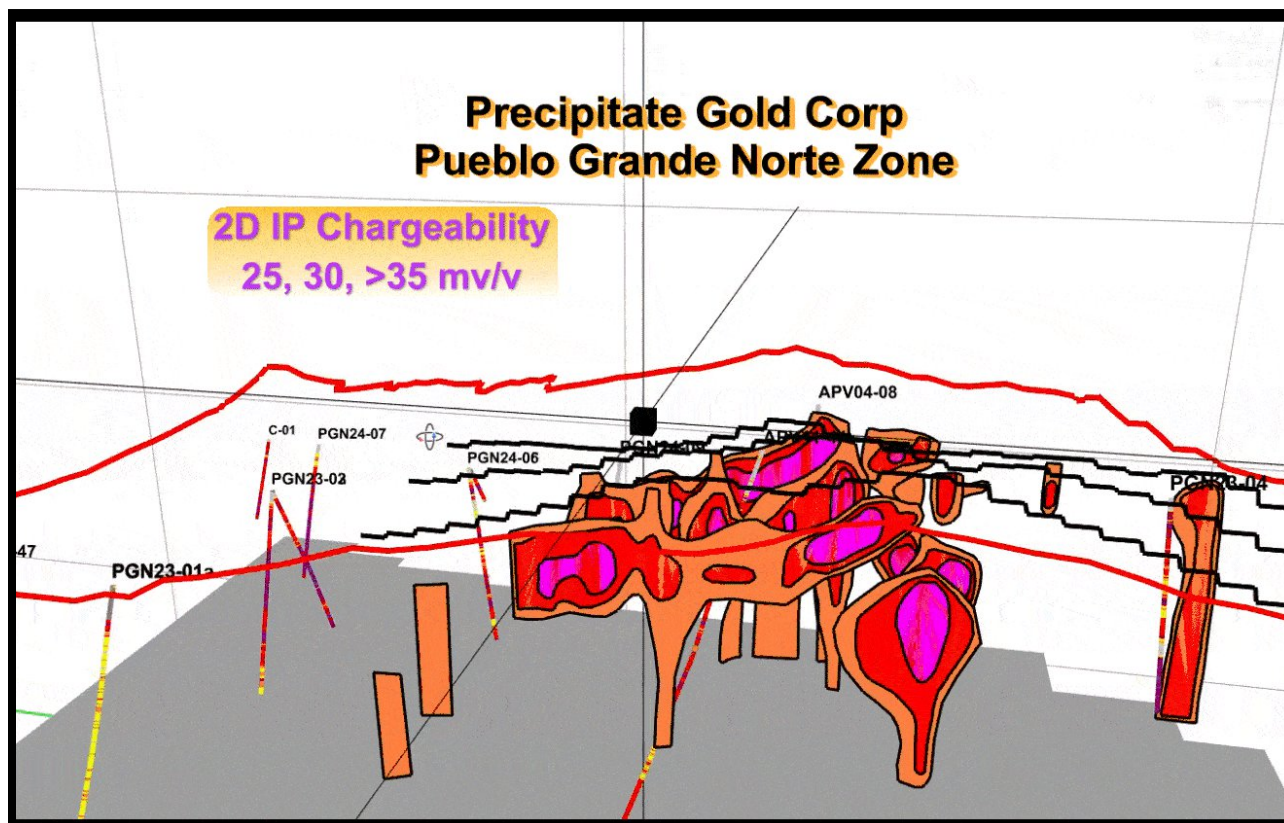 Precipitate Gold Corp
Pueblo Grande Norte Zone
2D IP Chargeability
25, 30, >35 mv/v
APV04-08
C-01
PGN24-07
PGN24-06
PGN23-04
-47
PGN23-01a